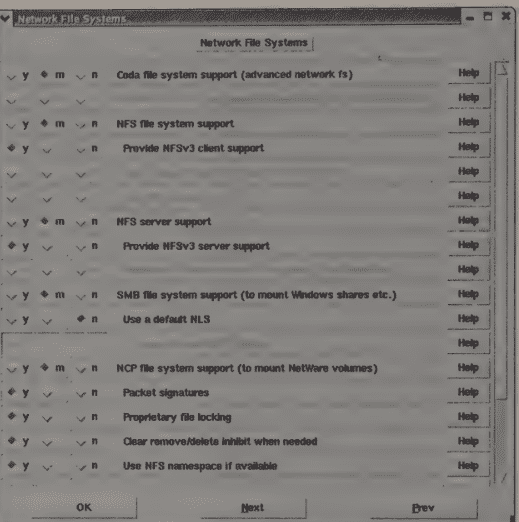 Network File Systems
Network File Systems
y m n Coda file system support (advanced network fs) Help
Help
y m n NFS file system support Help
y n Provide NFSv3 client support Help
Help
Help
y m n NFS server support Help
y n Provide NFSv3 server support Help
Help
y m n SMB file system support (to mount Windows shares etc.) Help
y n Use a default NLS Help
Help
y m n NCP file system support (to mount NetWare volumes) Help
y n Packet signatures Help
y n Proprietary file locking Help
y n Clear remove/delete inhibit when needed Help
y n Use NFS namespace if available Help
OK Next Prev